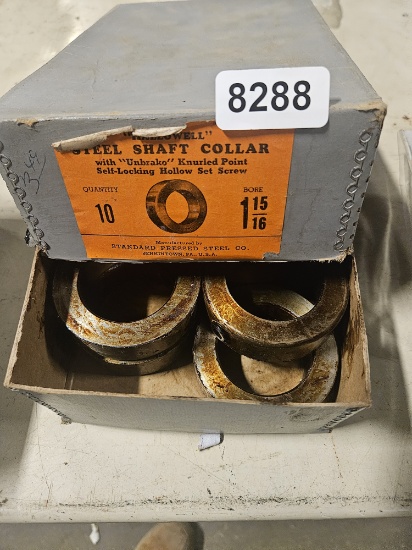 8288
STEEL SHAFT COLLAR
with "Unbrako" Knurled Point
Self-Locking Hollow Set Screw
QUANTITY
10
BORE
1 15/16
Manufactured by
STANDARD PRESSED STEEL CO.
JENKINTOWN, PA., U.S.A.